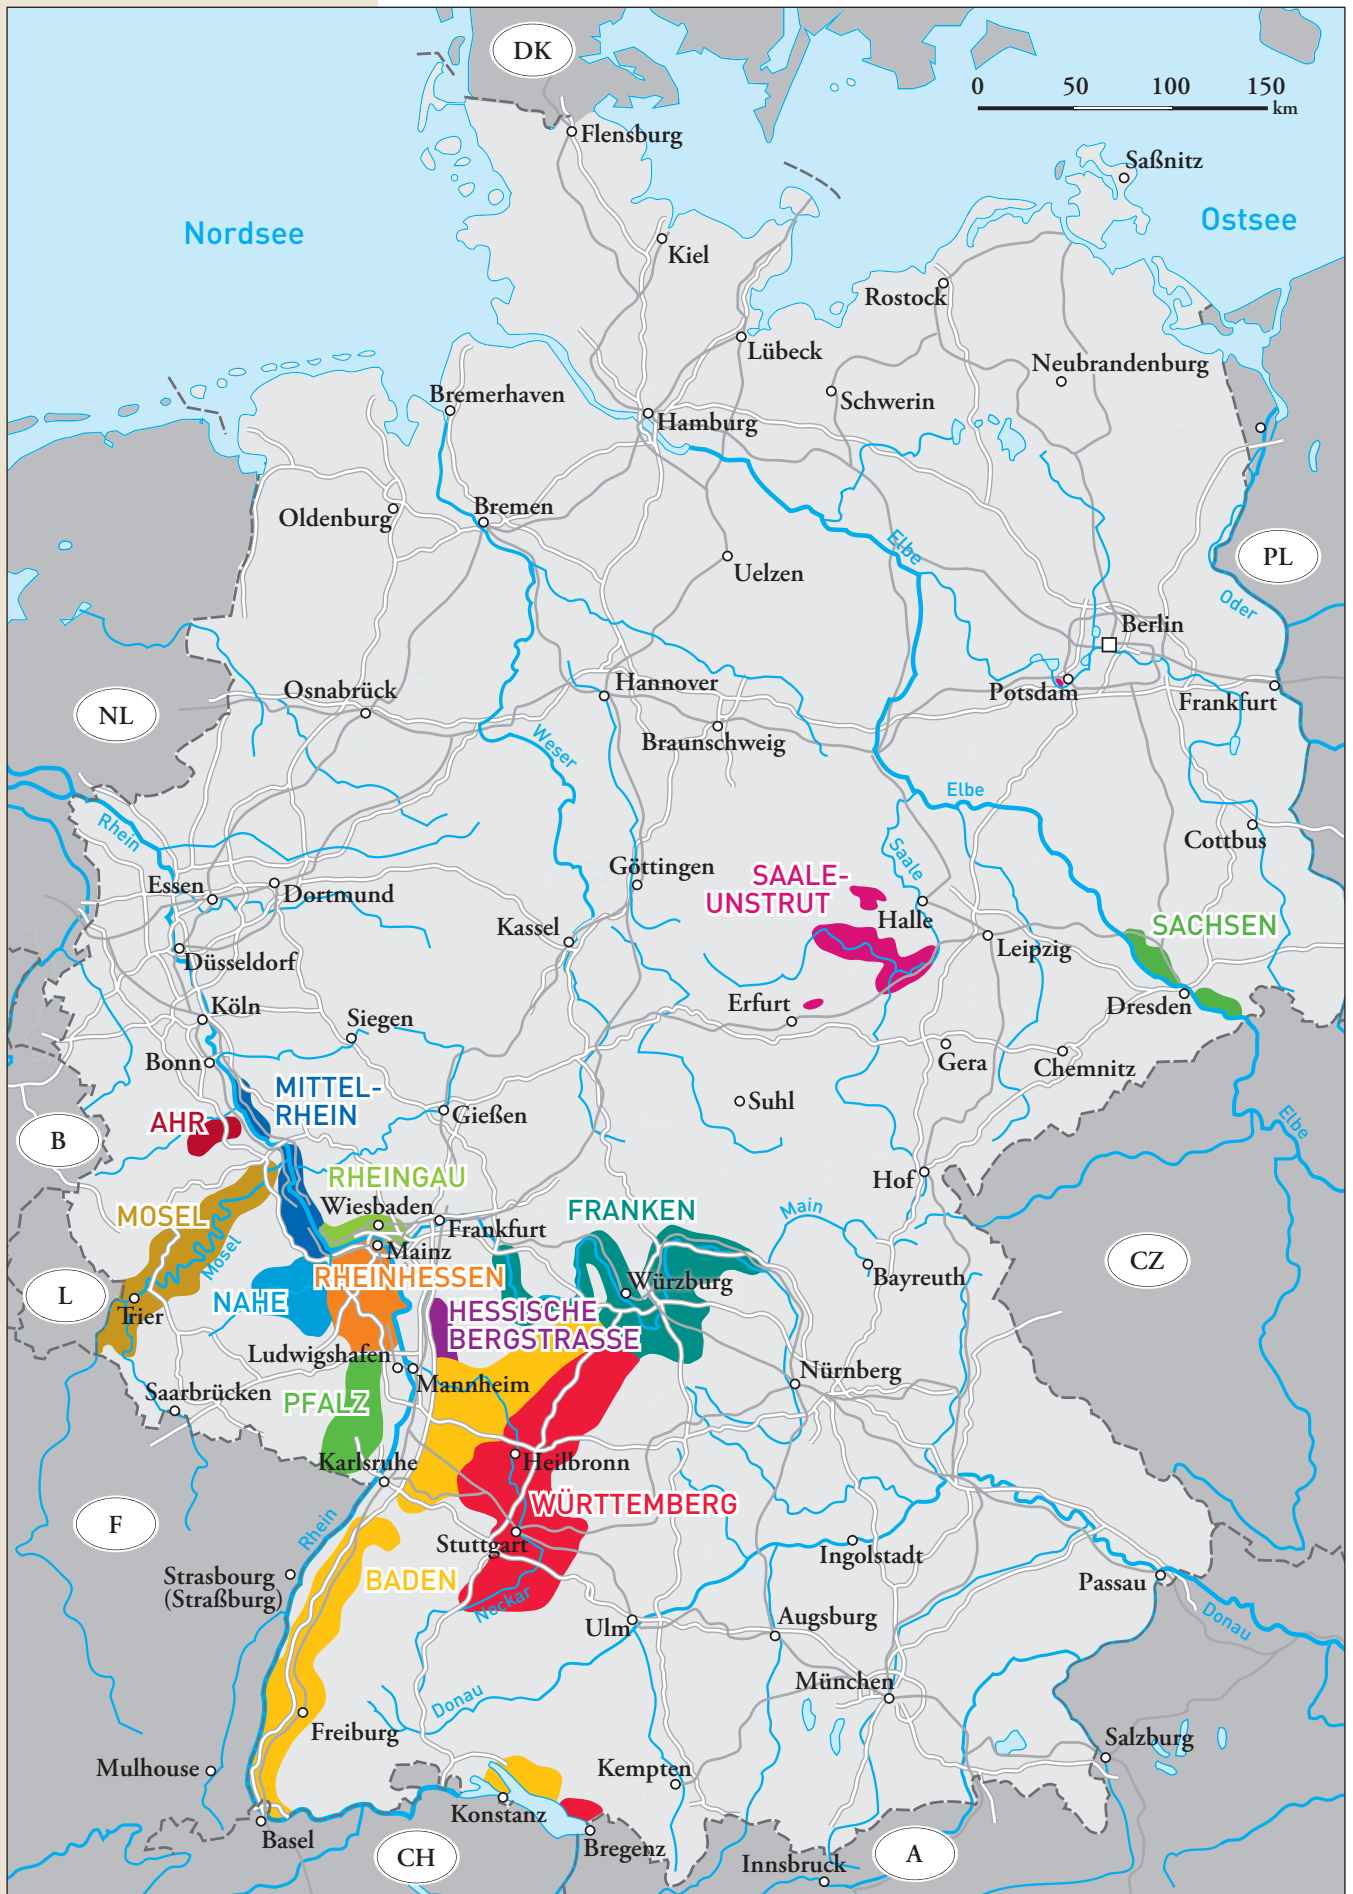 DK
0 50 100 150
km
Flensburg
Saßnitz
Nordsee
Ostsee
Kiel
Rostock
Lübeck
Neubrandenburg
Bremerhaven
Schwerin
Hamburg
Bremen
Oldenburg
Elbe
PL
Uelzen
Oder
Berlin
Hannover
Osnabrück
Potsdam
Frankfurt
NL
Braunschweig
Weser
Elbe
Rhein
Cottbus
Saale
Göttingen
SAALE-
UNSTRUT
Essen
Dortmund
Halle
SACHSEN
Kassel
Leipzig
Düsseldorf
Köln
Erfurt
Dresden
Siegen
Bonn
Gera
Chemnitz
MITTEL-
RHEIN
Suhl
Gießen
AHR
B
Elbe
RHEINGAU
Hof
Wiesbaden
MOSEL
FRANKEN
Main
Frankfurt
Mainz
Mosel
CZ
RHEINHESSEN
Bayreuth
Würzburg
L
NAHE
Trier
HESSISCHE
BERGSTRASSE
Ludwigshafen
Nürnberg
Mannheim
Saarbrücken
PFALZ
Karlsruhe
Heilbronn
WÜRTTEMBERG
F
Rhein
Stuttgart
Ingolstadt
Strasbourg
(Straßburg)
BADEN
Passau
Neckar
Ulm
Augsburg
Donau
München
Donau
Freiburg
Salzburg
Mulhouse
Kempten
Konstanz
Basel
Bregenz
CH
A
Innsbruck